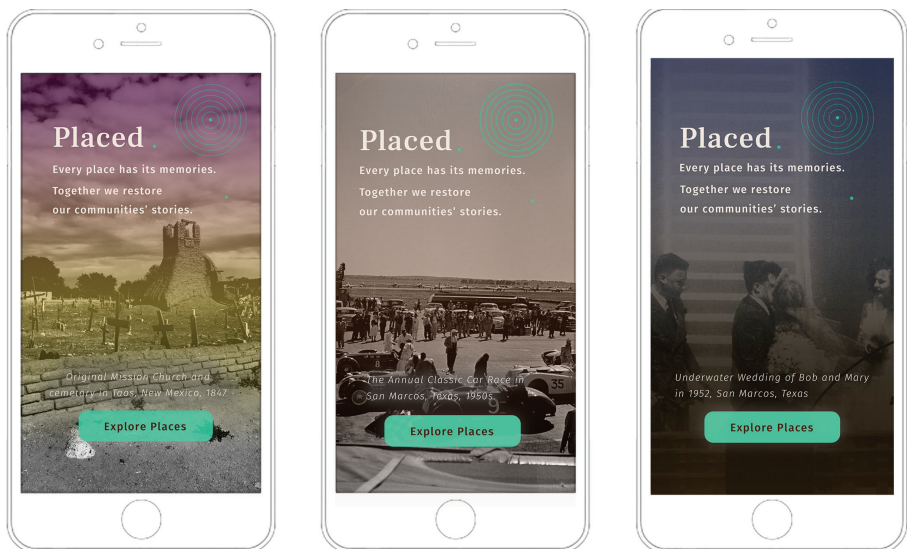 Placed.
Every place has its memories.
Together we restore
our communities' stories.
Original Mission Church and
cemetary in Taos, New Mexico, 1847
Explore Places
Placed.
Every place has its memories.
Together we restore
our communities' stories.
The Annual Classic Car Race in
San Marcos, Texas, 1950s
35
9
Explore Places
Placed.
Every place has its memories.
Together we restore
our communities' stories.
Underwater Wedding of Bob and Mary
in 1952, San Marcos, Texas
Explore Places